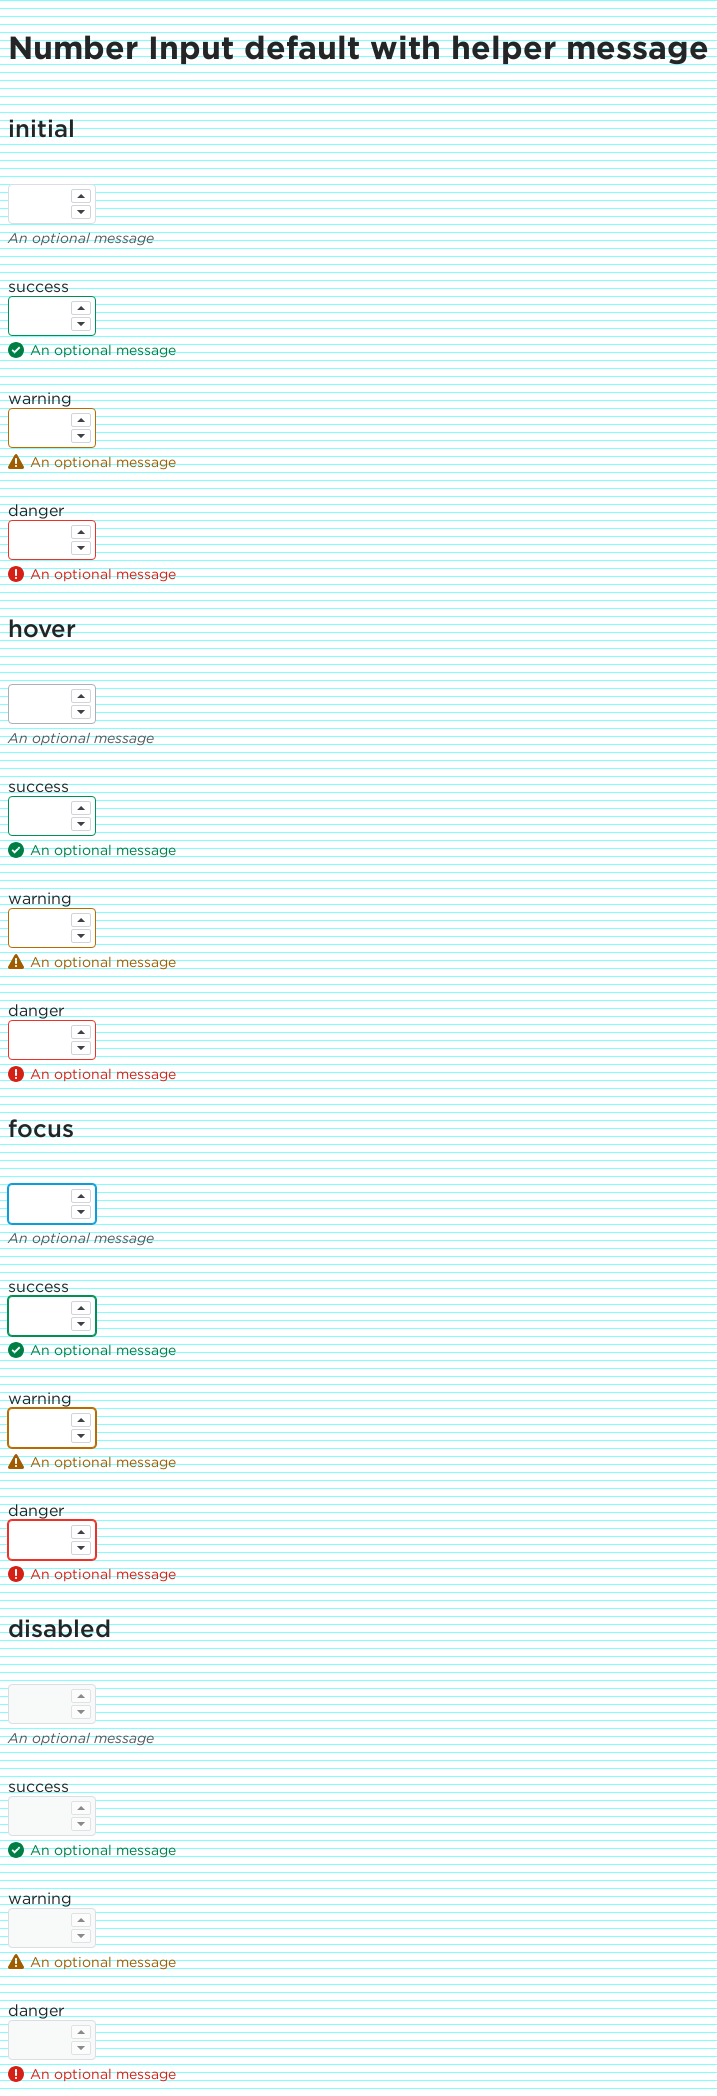 Number Input default with helper message
initial
An optional message
success
An optional message
warning
An optional message
danger
An optional message
hover
An optional message
success
An optional message
warning
An optional message
danger
An optional message
focus
An optional message
success
An optional message
warning
An optional message
danger
An optional message
disabled
An optional message
success
An optional message
warning
An optional message
danger
An optional message